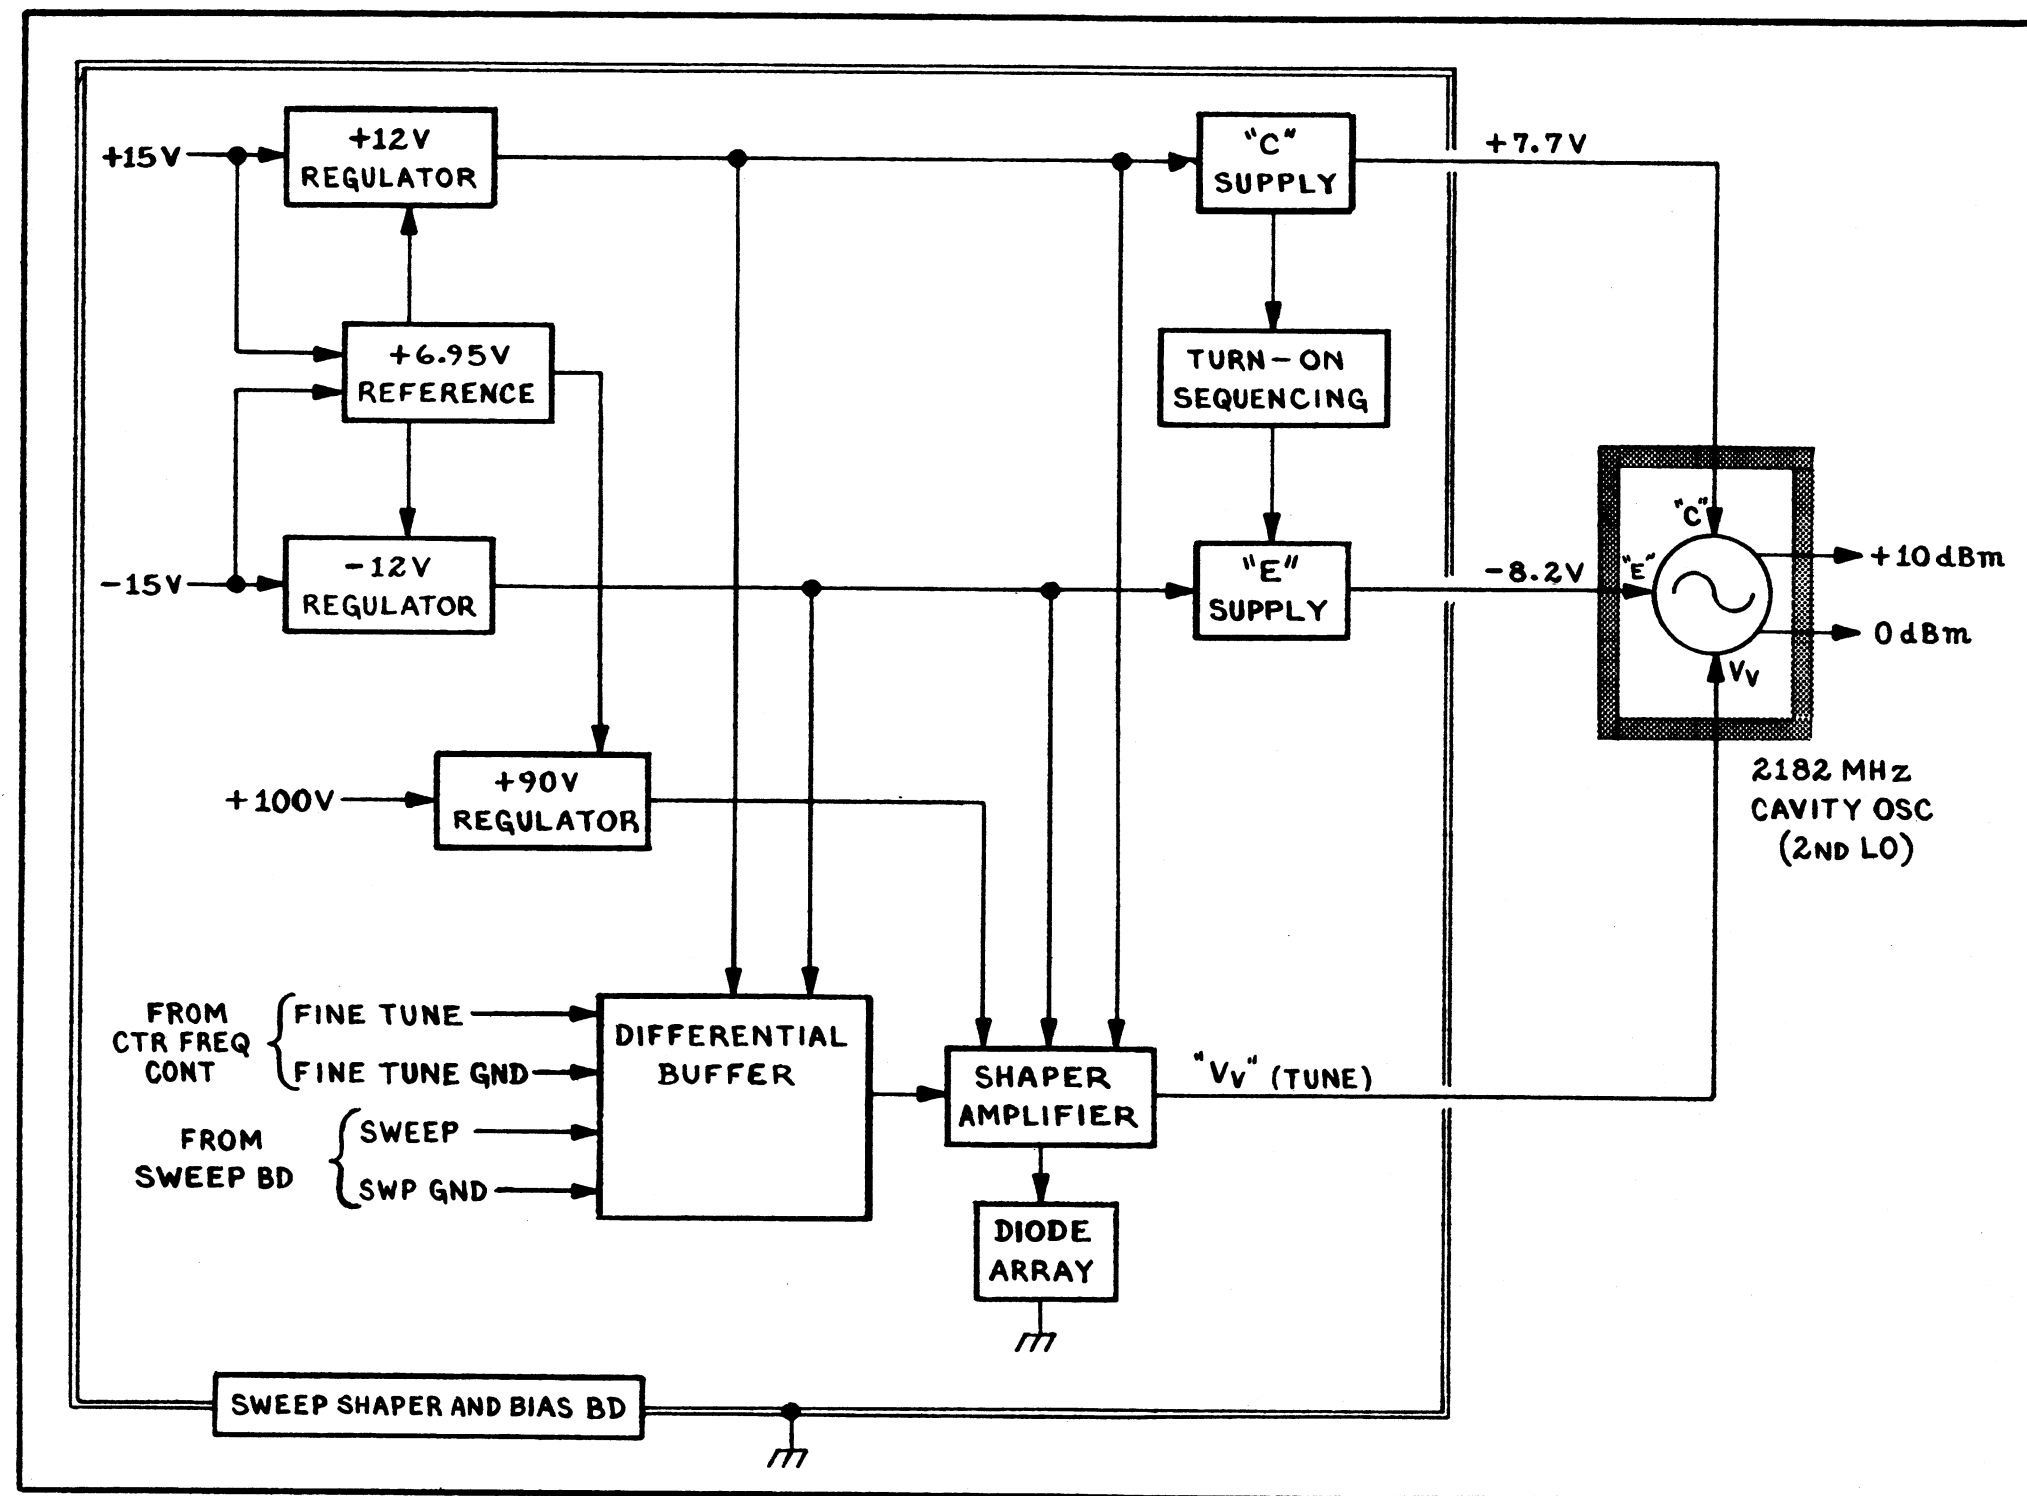 +15V
+12V
REGULATOR
"C"
SUPPLY
+7.7V
+6.95V
REFERENCE
TURN-ON
SEQUENCING
-15V
-12V
REGULATOR
"E"
SUPPLY
-8.2V
"C"
"E"
+10dBm
0dBm
VV
2182 MHz
CAVITY OSC
(2ND LO)
+100V
+90V
REGULATOR
FROM
CTR FREQ
CONT
FINE TUNE
FINE TUNE GND
FROM
SWEEP BD
SWEEP
SWP GND
DIFFERENTIAL
BUFFER
SHAPER
AMPLIFIER
"VV" (TUNE)
DIODE
ARRAY
SWEEP SHAPER AND BIAS BD